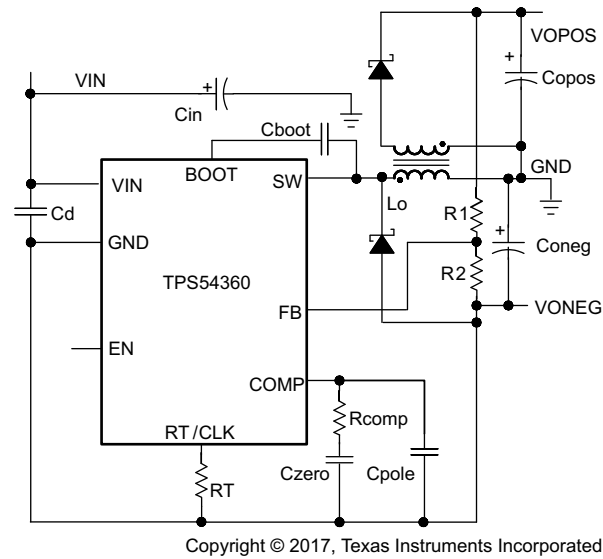 VOPOS
VIN
Copos
Cin
Cboot
GND
BOOT
VIN
SW
Lo
R1
Cd
GND
Coneg
TPS54360
R2
FB
VONEG
EN
COMP
Rcomp
RT/CLK
Czero
Cpole
RT
Copyright © 2017, Texas Instruments Incorporated